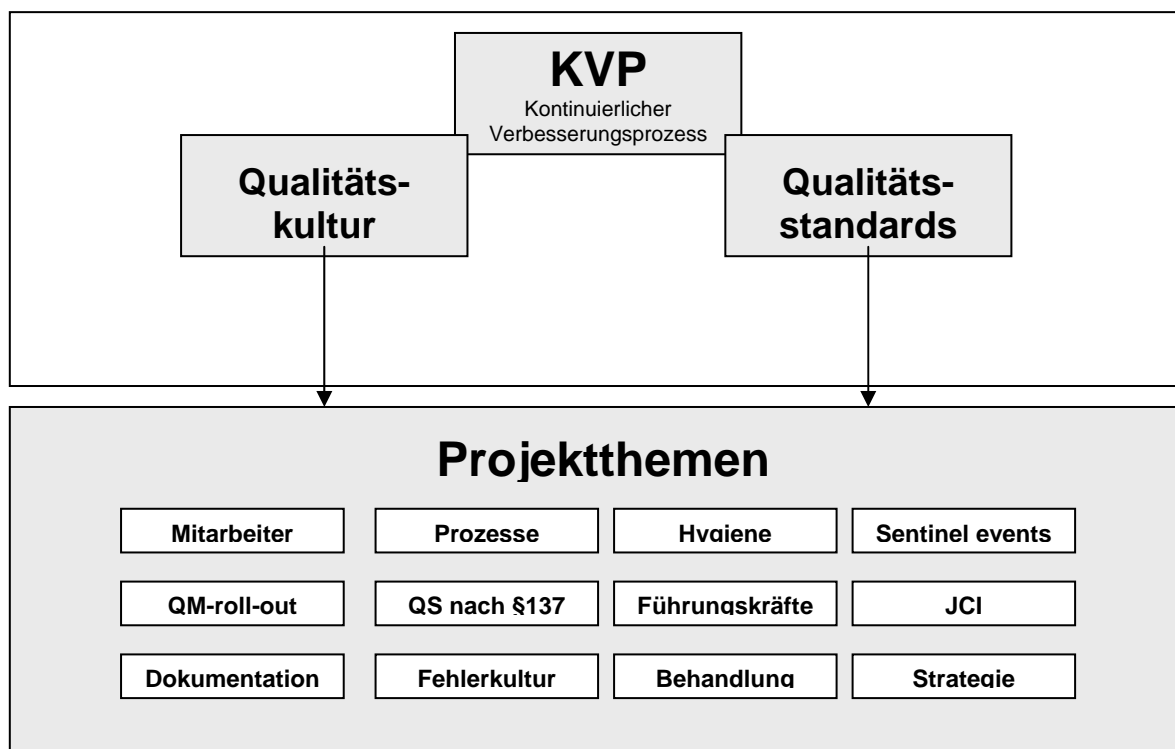 KVP
Kontinuierlicher
Verbesserungsprozess
Qualitäts-
kultur
Qualitäts-
standards
Projektthemen
Mitarbeiter
Prozesse
Hygiene
Sentinel events
QM-roll-out
QS nach §137
Führungskräfte
JCI
Dokumentation
Fehlerkultur
Behandlung
Strategie